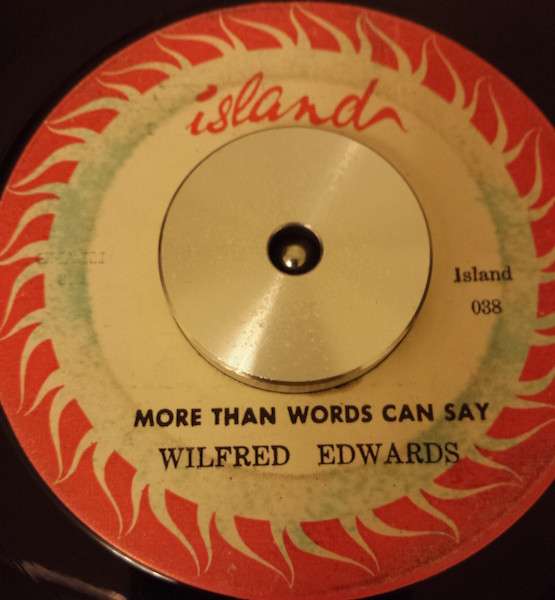 island
Island
038
MORE THAN WORDS CAN SAY
WILFRED EDWARDS